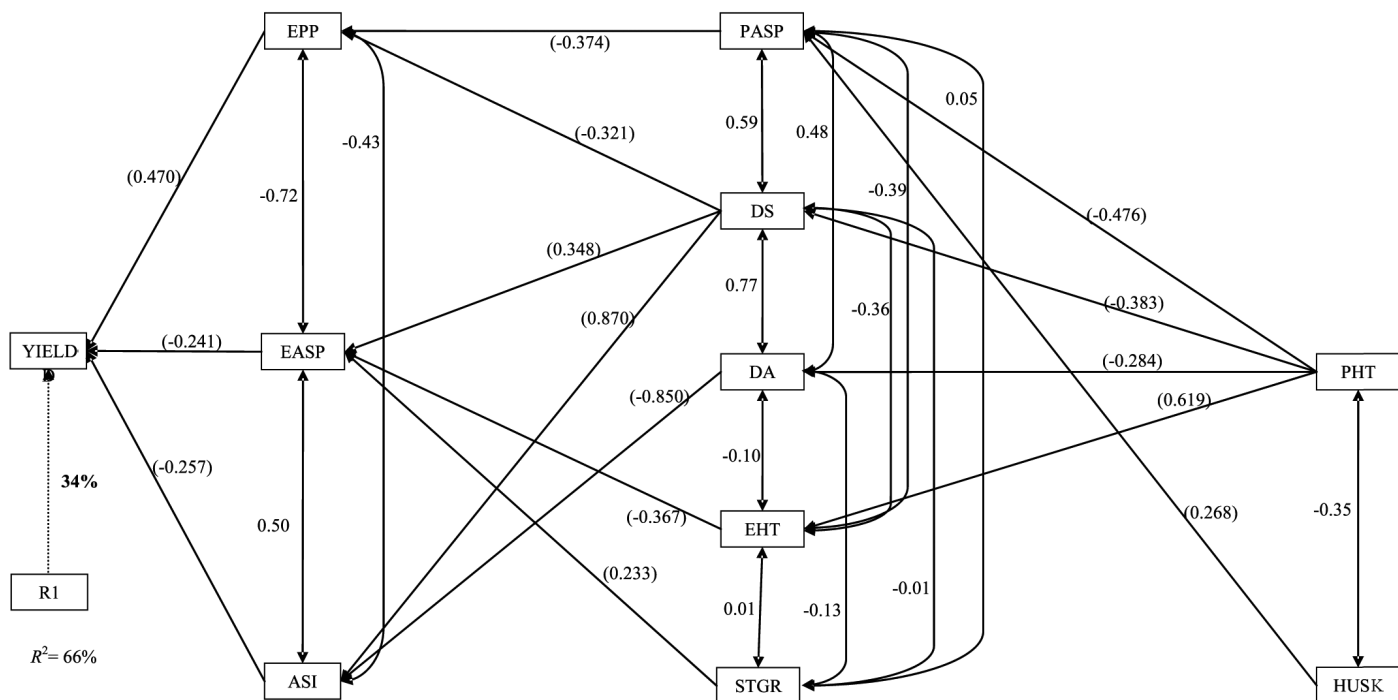 EPP
(-0.374)
PASP
0.05
0.59
0.48
(-0.321)
-0.43
(0.470)
-0.72
-0.39
DS
(-0.476)
(0.348)
0.77
-0.36
(-0.383)
(0.870)
YIELD
(-0.241)
EASP
DA
(-0.284)
PHT
(-0.850)
(0.619)
-0.10
(-0.257)
34%
0.50
(-0.367)
EHT
(0.268)
-0.35
R1
(0.233)
0.01
-0.13
-0.01
R²= 66%
ASI
STGR
HUSK